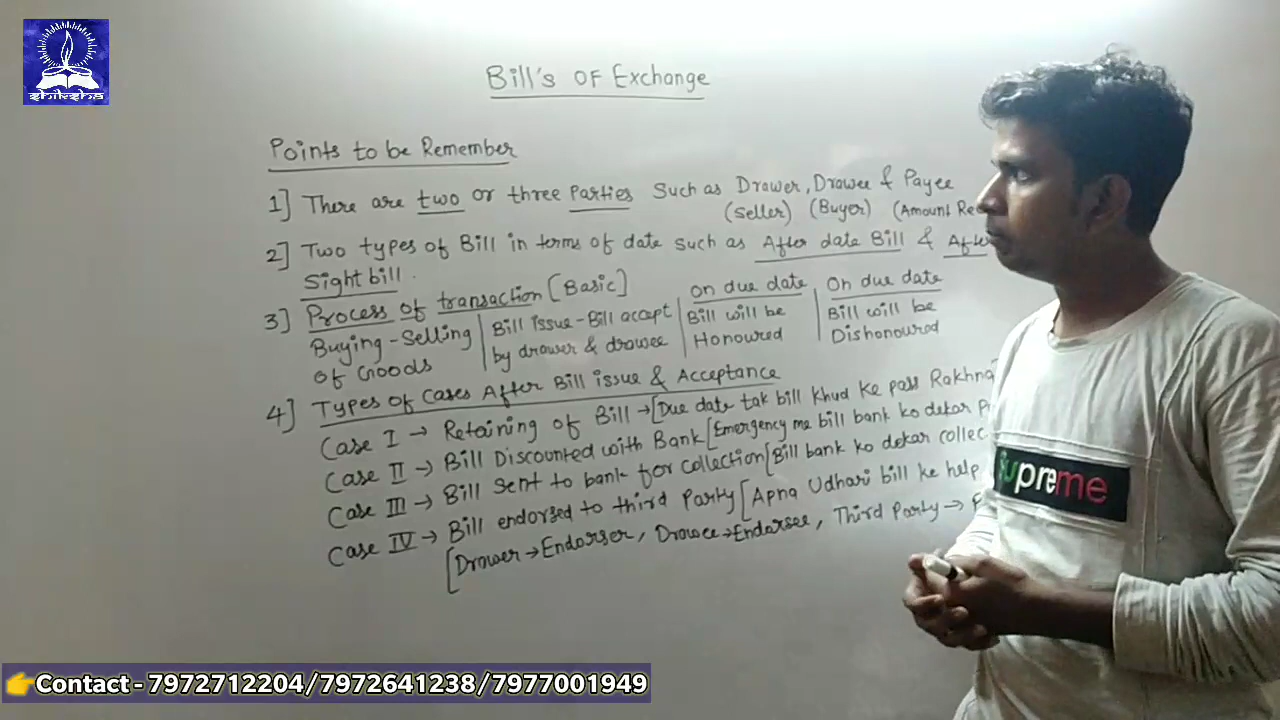 shiksha
Bill's OF Exchange
Points to be Remember
1] There are two or three Parties Such as Drawer, Drawee & Payee
(Seller) (Buyer) (Amount
2] Two types of Bill in terms of date such as After date Bill &
Sight bill.
3] Process of transaction [Basic]
Buying-Selling of Goods | Bill issue-Bill accept by drawer & drawee | On due date Bill will be Honoured | On due date Bill will be Dishonoured
4] Types of Cases After Bill issue & Acceptance
Case I → Retaining of Bill → [Due date tak bill khud ke pass Rakhna]
Case II → Bill Discounted with Bank [Emergency me bill bank ko dekar
Case III → Bill Sent to bank for collection [Bill bank ko dekar
Case IV → Bill endorsed to third Party [Apna Udhari bill ke help
[Drawer → Endorser, Drawee → Endorsee, Third Party →
Supreme
Contact - 7972712204/7972641238/7977001949